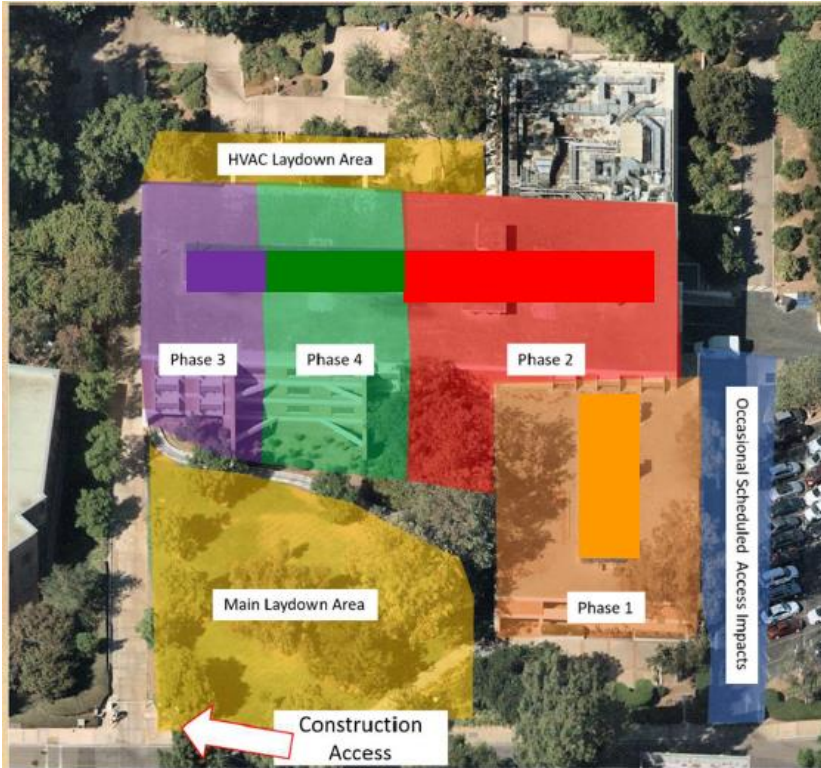 HVAC Laydown Area
Phase 3
Phase 4
Phase 2
Occasional Scheduled Access Impacts
Phase 1
Main Laydown Area
Construction
Access